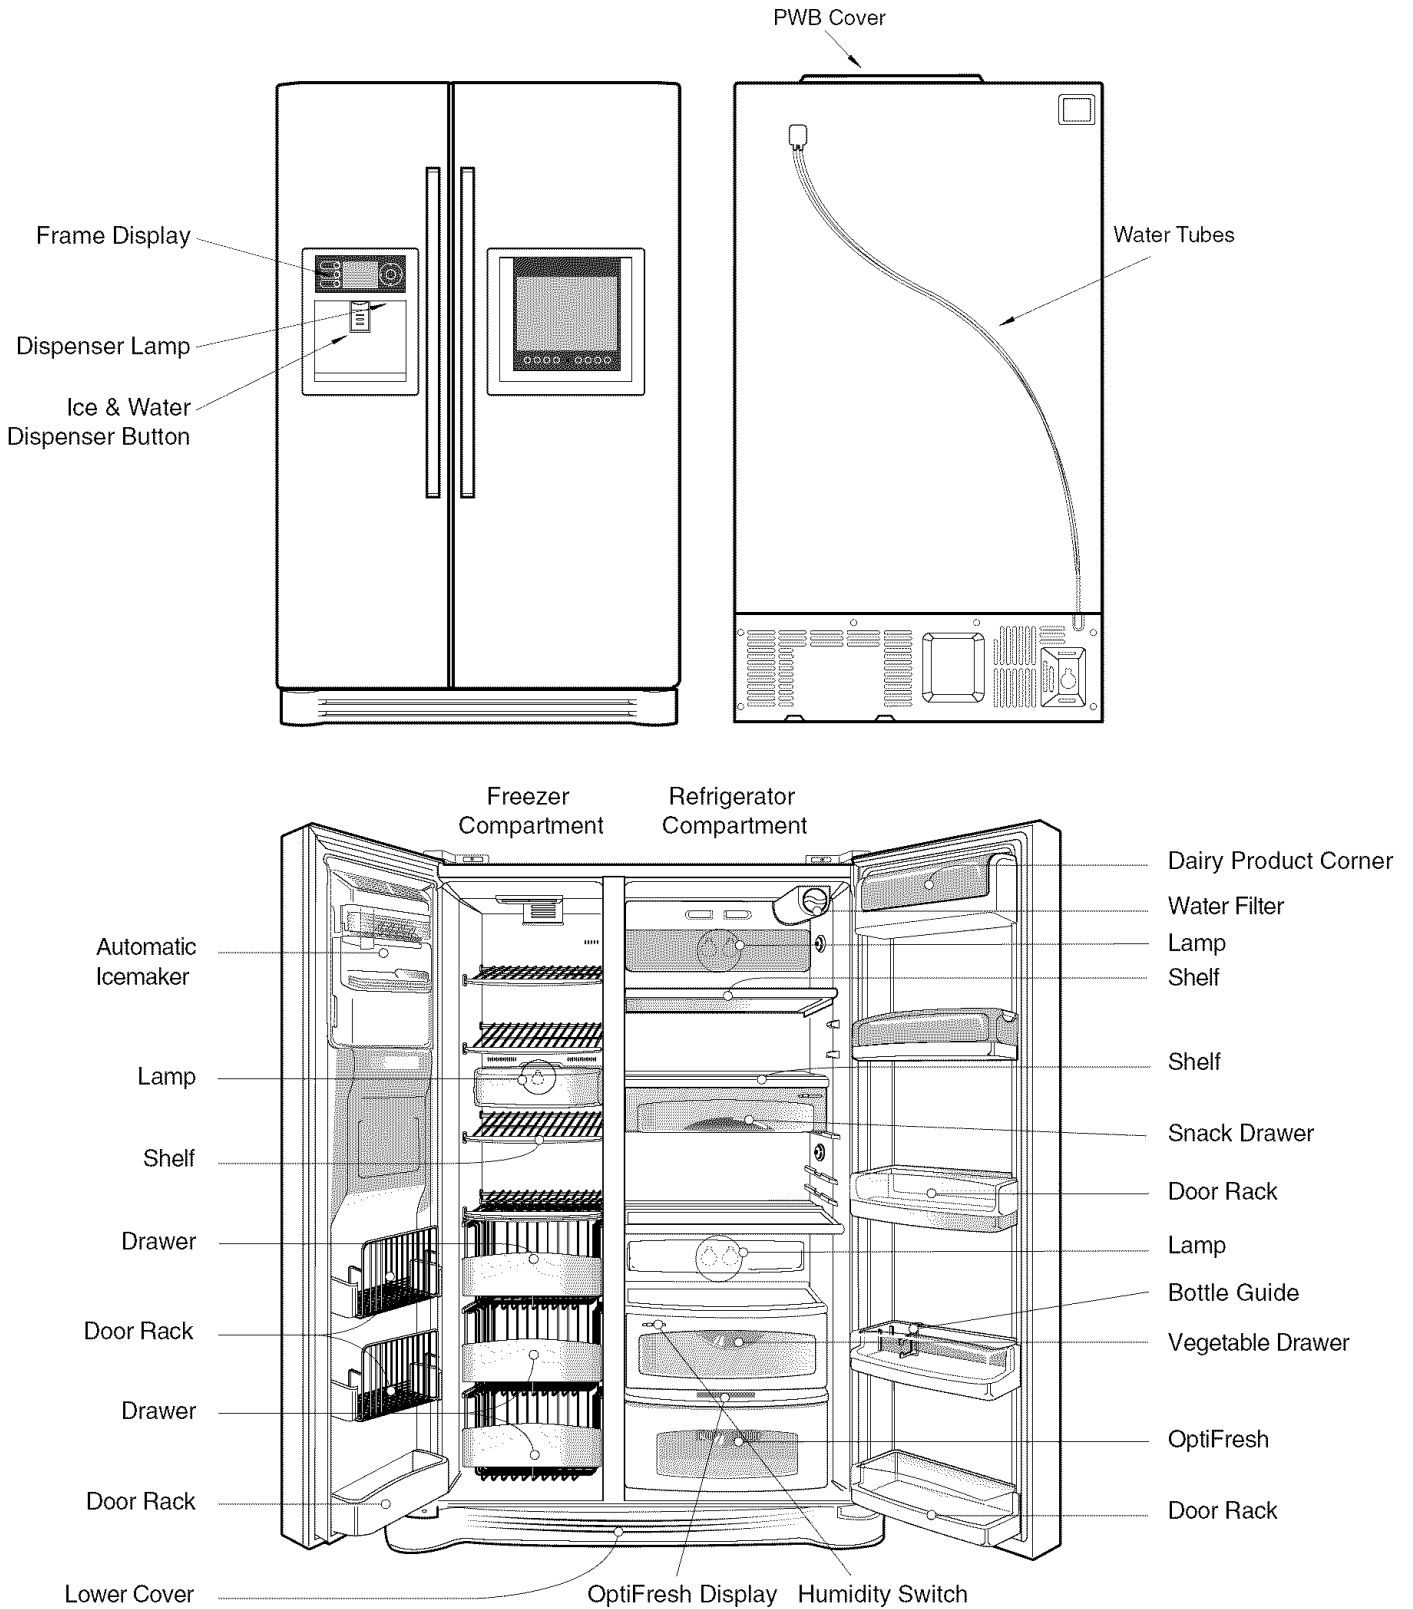 PWB Cover
Frame Display
Water Tubes
Dispenser Lamp
Ice & Water
Dispenser Button
Freezer
Compartment
Refrigerator
Compartment
Dairy Product Corner
Water Filter
Automatic
Icemaker
Lamp
Shelf
Lamp
Shelf
Shelf
Snack Drawer
Door Rack
Drawer
Lamp
Bottle Guide
Door Rack
Vegetable Drawer
Drawer
OptiFresh
Door Rack
Door Rack
Lower Cover
OptiFresh Display
Humidity Switch